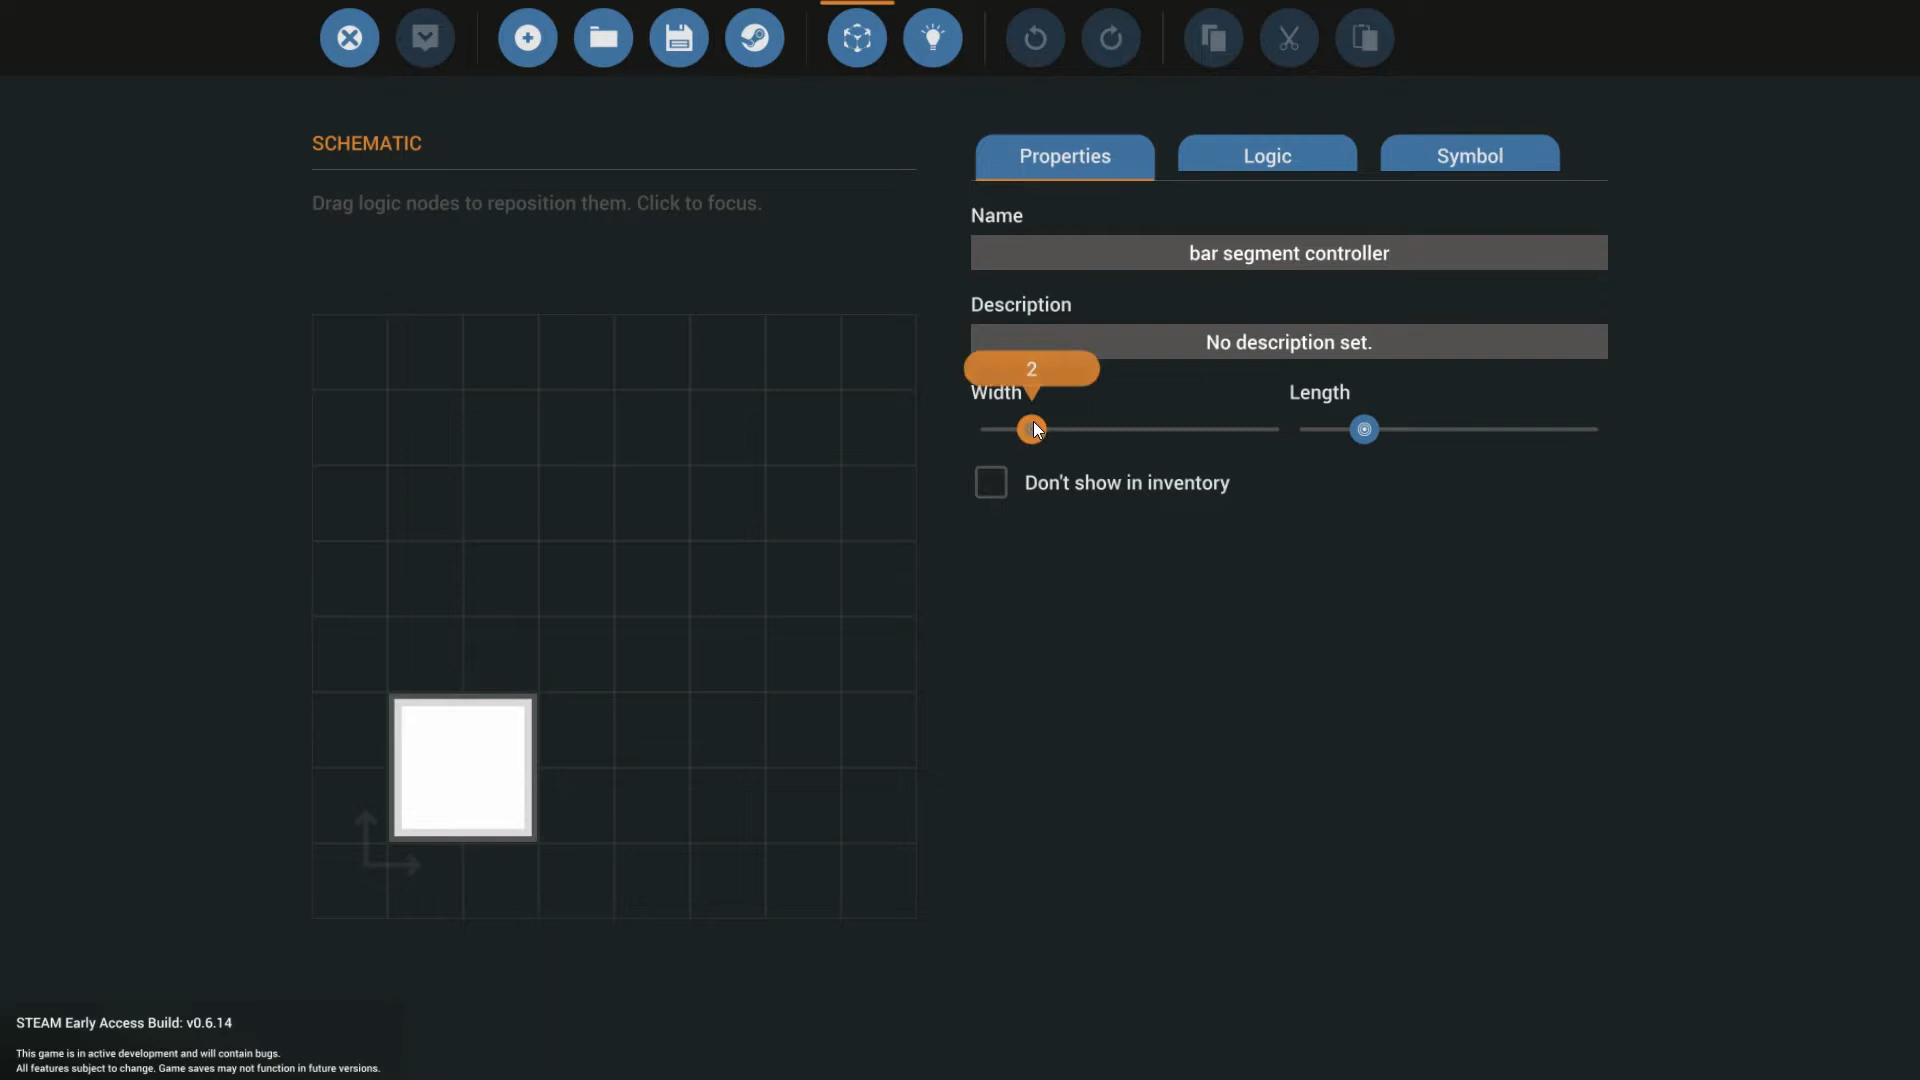 SCHEMATIC
Drag logic nodes to reposition them. Click to focus.
Properties
Logic
Symbol
Name
bar segment controller
Description
No description set.
2
Width
Length
Don't show in inventory
STEAM Early Access Build: v0.6.14
This game is in active development and will contain bugs.
All features subject to change. Game saves may not function in future versions.